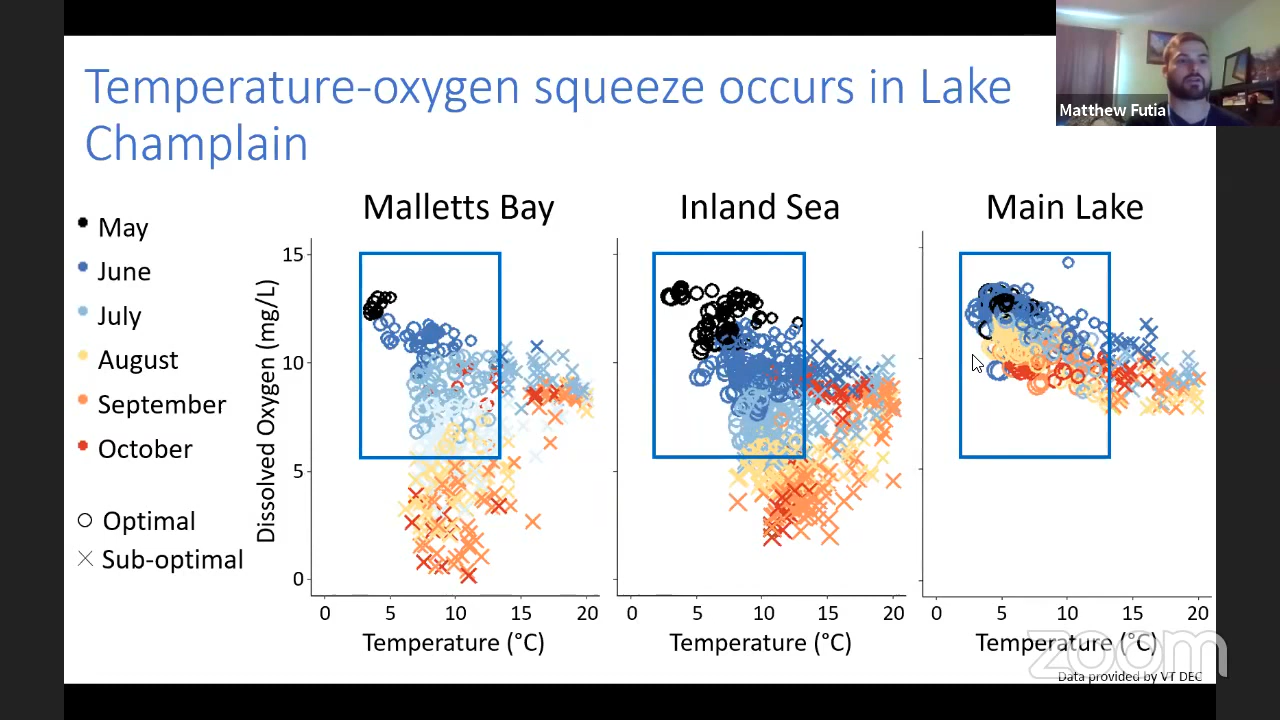 Temperature-oxygen squeeze occurs in Lake
Champlain
Matthew Futia
May
June
July
August
September
October
Optimal
Sub-optimal
Malletts Bay
Inland Sea
Main Lake
Dissolved Oxygen (mg/L)
15
10
5
0
0 5 10 15 20
0 5 10 15 20
0 5 10 15 20
Temperature (°C)
Temperature (°C)
Temperature (°C)
zoom
Data provided by VT DEC